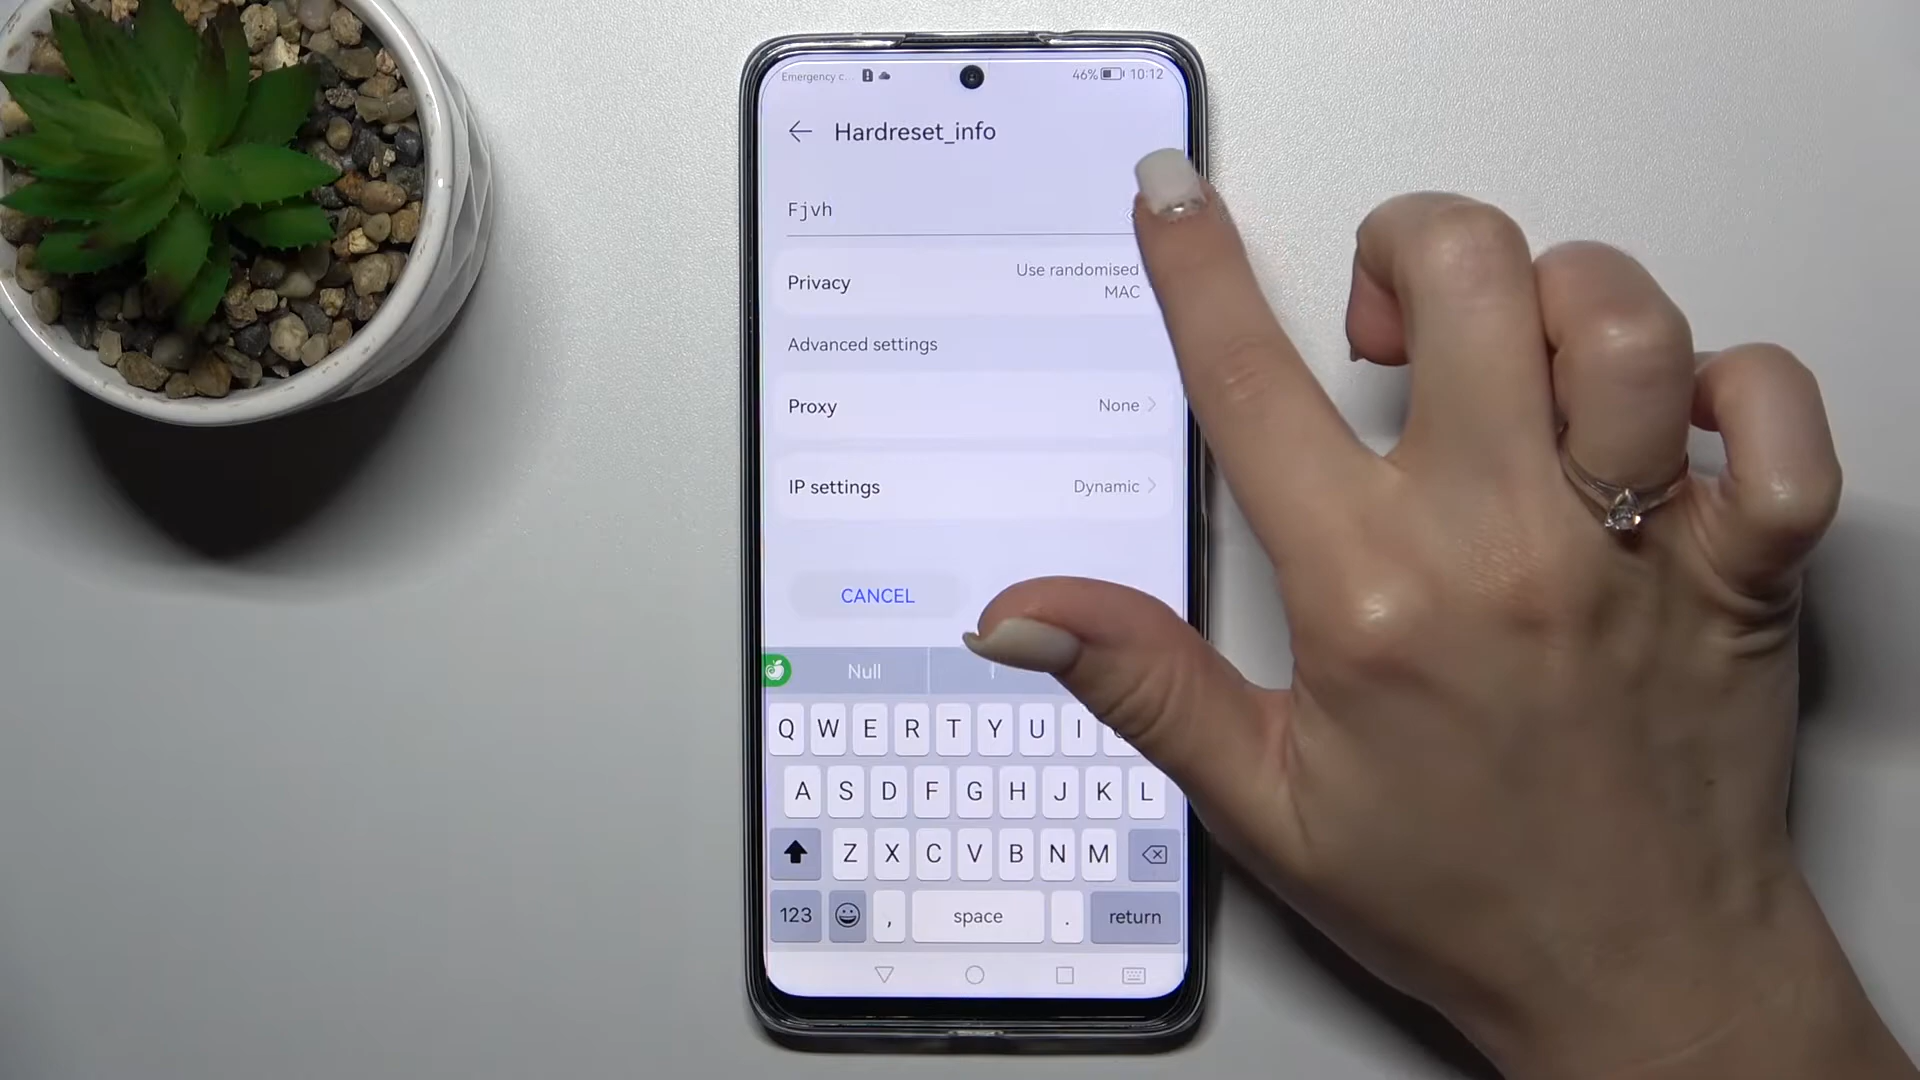 Emergency c... 46% 10:12
Hardreset_info
Fjvh
Privacy Use randomised
MAC
Advanced settings
Proxy None
IP settings Dynamic
CANCEL
Null
Q W E R T Y U I
A S D F G H J K L
Z X C V B N M
123 , space . return